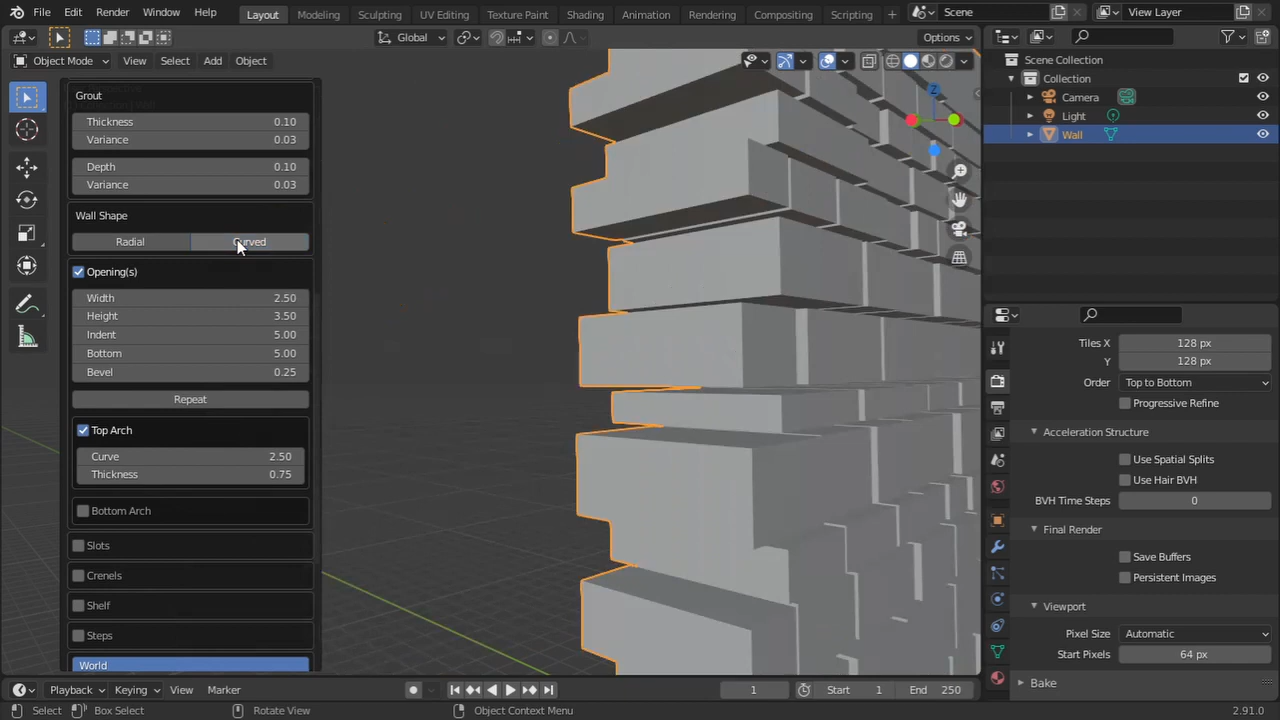 File Edit Render Window Help Layout Modeling Sculpting UV Editing Texture Paint Shading Animation Rendering Compositing Scripting + Scene View Layer
Global Options
Object Mode View Select Add Object
Scene Collection
Collection
Camera
Light
Wall
Z
Grout
Thickness 0.10
Variance 0.03
Depth 0.10
Variance 0.03
Wall Shape
Radial Curved
Opening(s)
Width 2.50
Height 3.50
Indent 5.00
Bottom 5.00
Bevel 0.25
Repeat
Top Arch
Curve 2.50
Thickness 0.75
Bottom Arch
Slots
Crenels
Shelf
Steps
World
Tiles X 128 px
Y 128 px
Order Top to Bottom
Progressive Refine
Acceleration Structure
Use Spatial Splits
Use Hair BVH
BVH Time Steps 0
Final Render
Save Buffers
Persistent Images
Viewport
Pixel Size Automatic
Start Pixels 64 px
Bake
Playback Keying View Marker 1 Start 1 End 250
Select Box Select Rotate View Object Context Menu 2.91.0